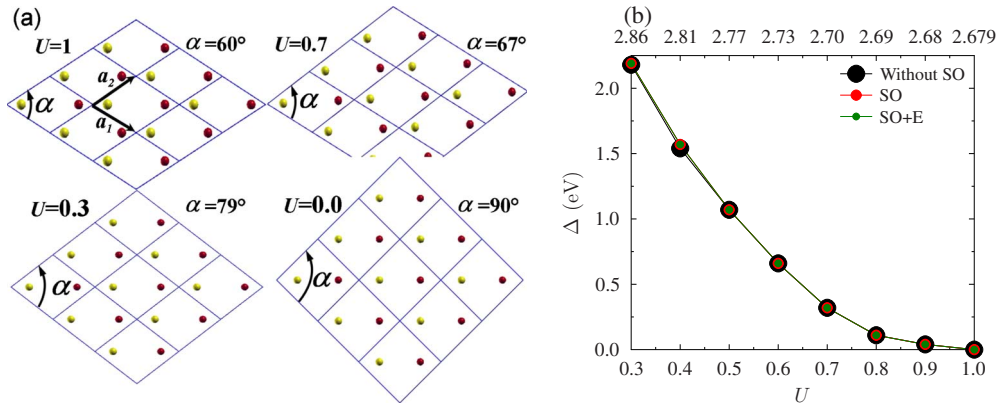 (a)
U=1
α=60°
a₂
a₁
α
U=0.7
α=67°
α
U=0.3
α=79°
α
U=0.0
α=90°
α
(b)
2.86 2.81 2.77 2.73 2.70 2.69 2.68 2.679
Without SO
SO
SO+E
Δ (eV)
2.0
1.5
1.0
0.5
0.0
0.3 0.4 0.5 0.6 0.7 0.8 0.9 1.0
U